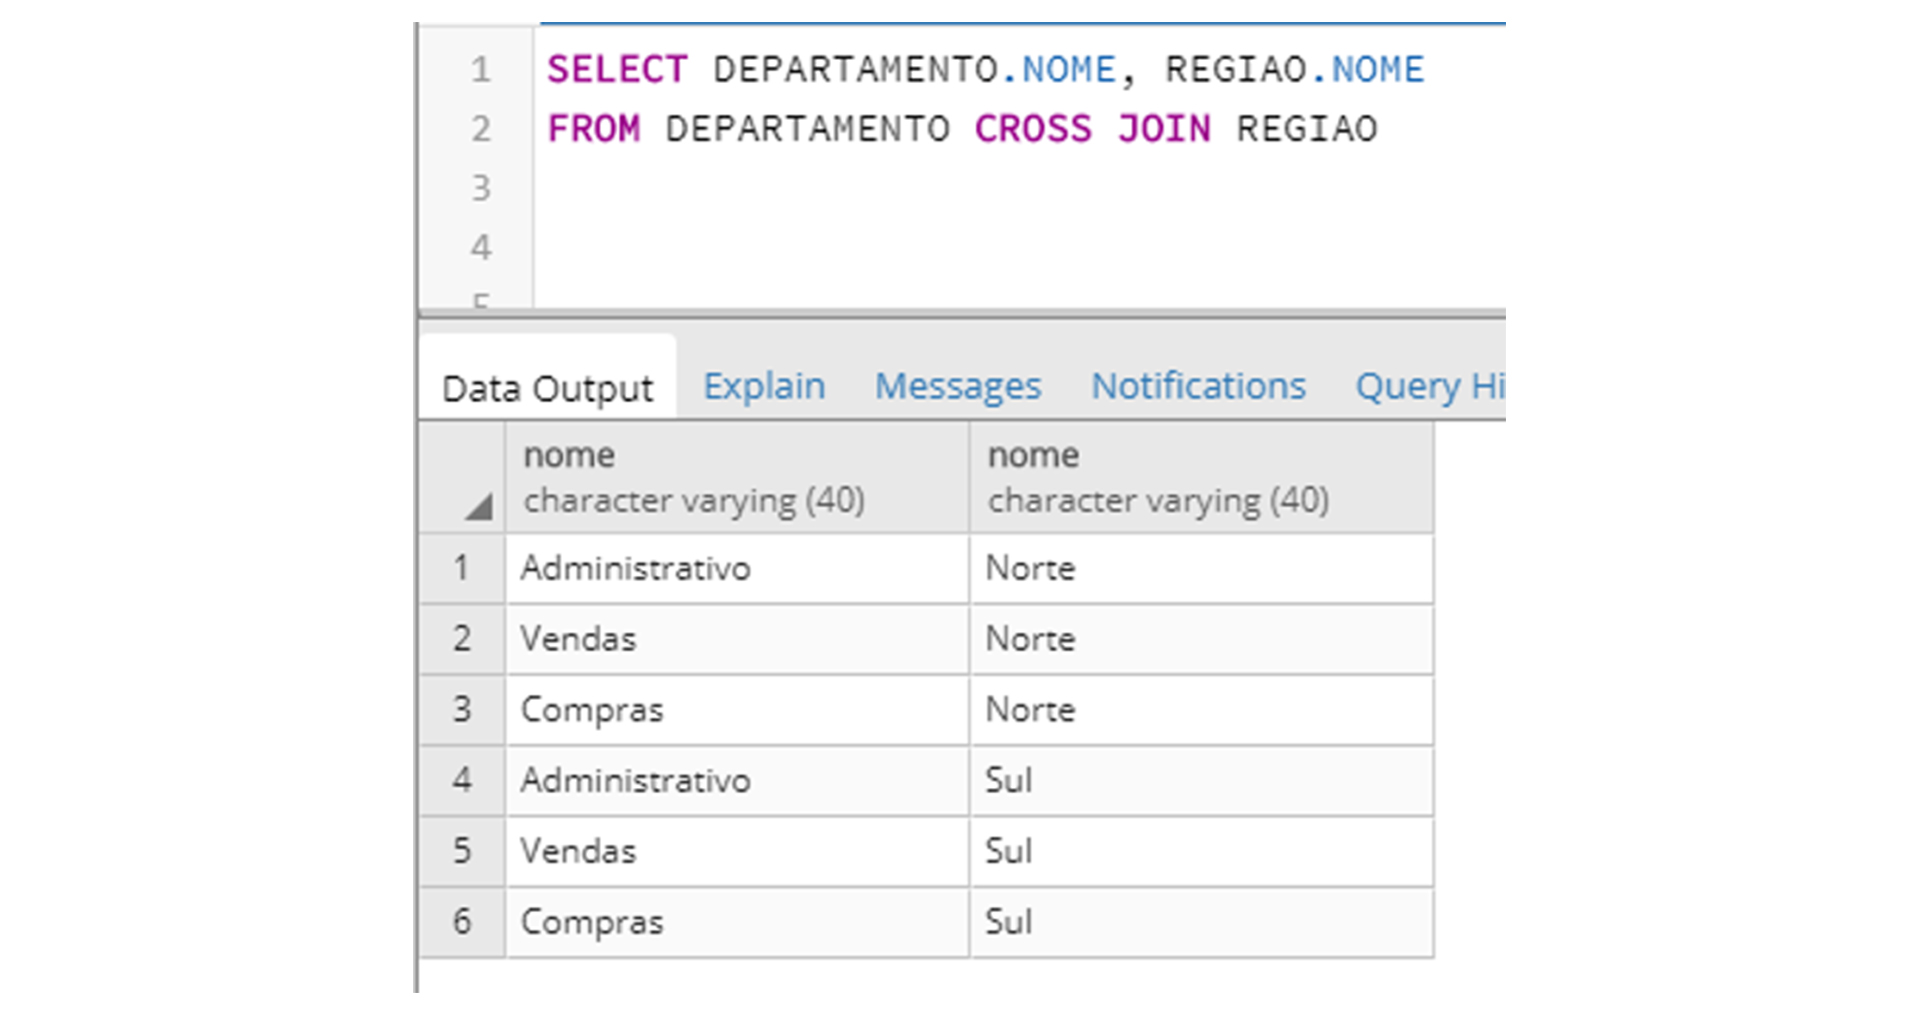 1 SELECT DEPARTAMENTO.NOME, REGIAO.NOME
2 FROM DEPARTAMENTO CROSS JOIN REGIAO
3
4
5
Data Output Explain Messages Notifications Query Hi
nome nome
character varying (40) character varying (40)
1 Administrativo Norte
2 Vendas Norte
3 Compras Norte
4 Administrativo Sul
5 Vendas Sul
6 Compras Sul